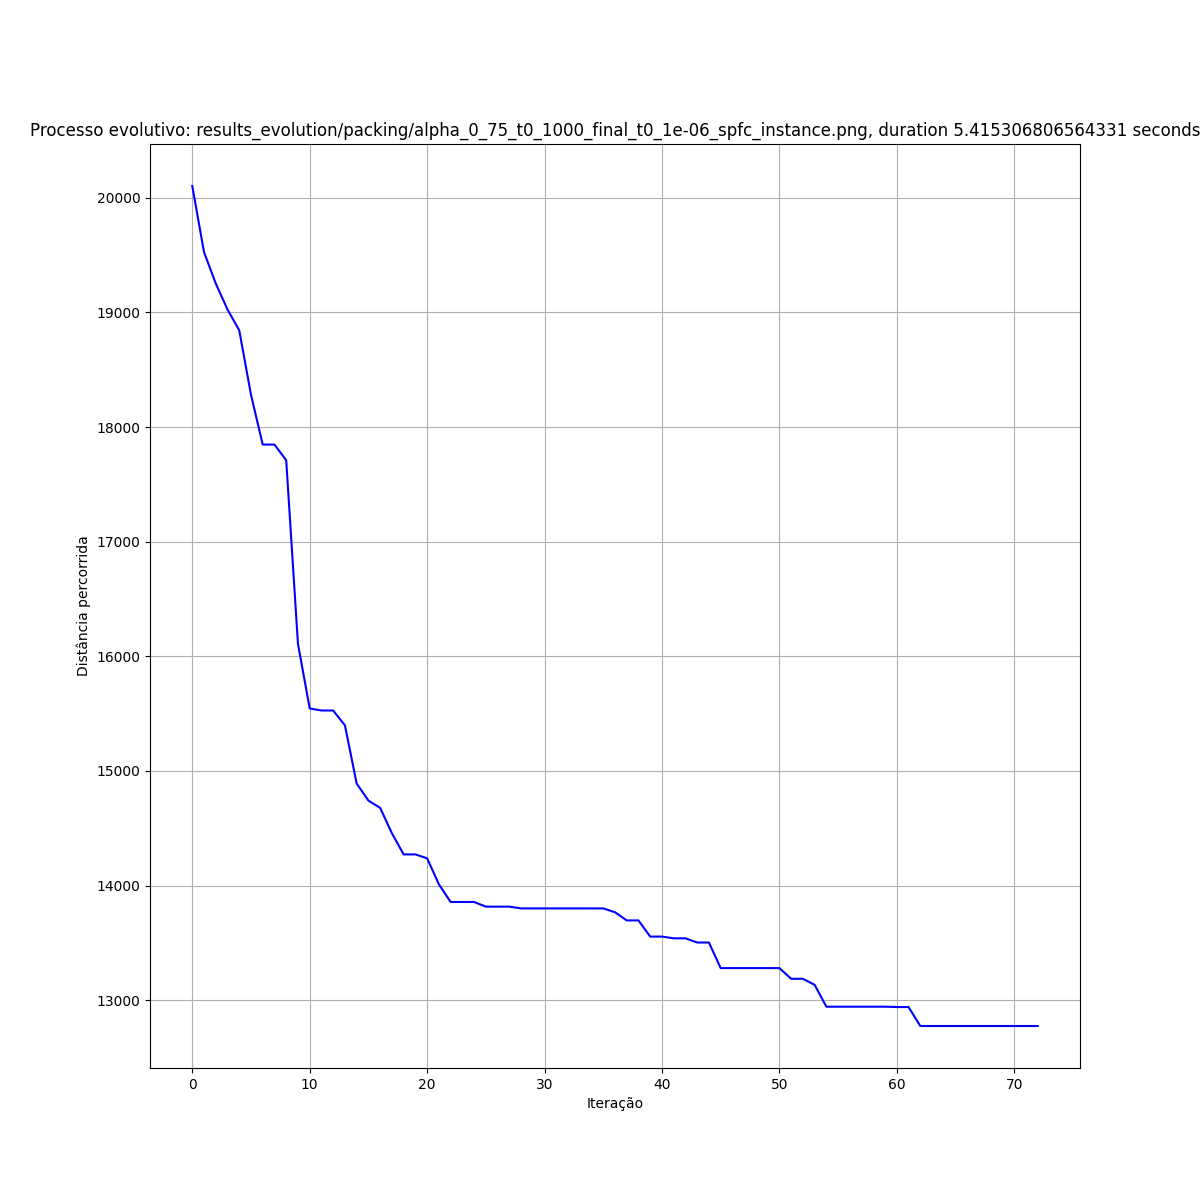 Processo evolutivo: results_evolution/packing/alpha_0_75_t0_1000_final_t0_1e-06_spfc_instance.png, duration 5.415306806564331 seconds
20000
19000
18000
17000
16000
15000
14000
13000
Distância percorrida
0 10 20 30 40 50 60 70
Iteração